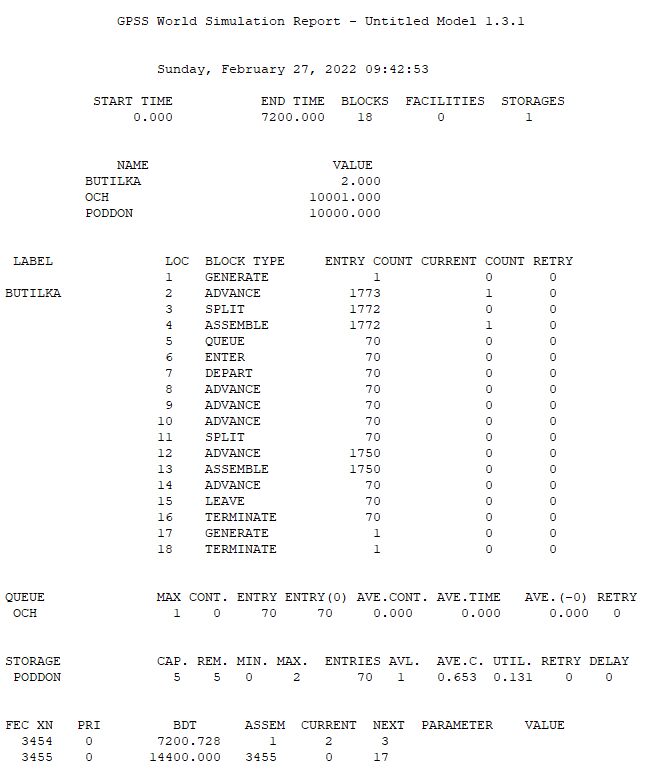 GPSS World Simulation Report - Untitled Model 1.3.1
Sunday, February 27, 2022 09:42:53
START TIME END TIME BLOCKS FACILITIES STORAGES
0.000 7200.000 18 0 1
NAME VALUE
BUTILKA 2.000
OCH 10001.000
PODDON 10000.000
LABEL LOC BLOCK TYPE ENTRY COUNT CURRENT COUNT RETRY
1 GENERATE 1 0 0
BUTILKA 2 ADVANCE 1773 1 0
3 SPLIT 1772 0 0
4 ASSEMBLE 1772 1 0
5 QUEUE 70 0 0
6 ENTER 70 0 0
7 DEPART 70 0 0
8 ADVANCE 70 0 0
9 ADVANCE 70 0 0
10 ADVANCE 70 0 0
11 SPLIT 70 0 0
12 ADVANCE 1750 0 0
13 ASSEMBLE 1750 0 0
14 ADVANCE 70 0 0
15 LEAVE 70 0 0
16 TERMINATE 70 0 0
17 GENERATE 1 0 0
18 TERMINATE 1 0 0
QUEUE MAX CONT. ENTRY ENTRY(0) AVE.CONT. AVE.TIME AVE.(-0) RETRY
OCH 1 0 70 70 0.000 0.000 0.000 0
STORAGE CAP. REM. MIN. MAX. ENTRIES AVL. AVE.C. UTIL. RETRY DELAY
PODDON 5 5 0 2 70 1 0.653 0.131 0 0
FEC XN PRI BDT ASSEM CURRENT NEXT PARAMETER VALUE
3454 0 7200.728 1 2 3
3455 0 14400.000 3455 0 17